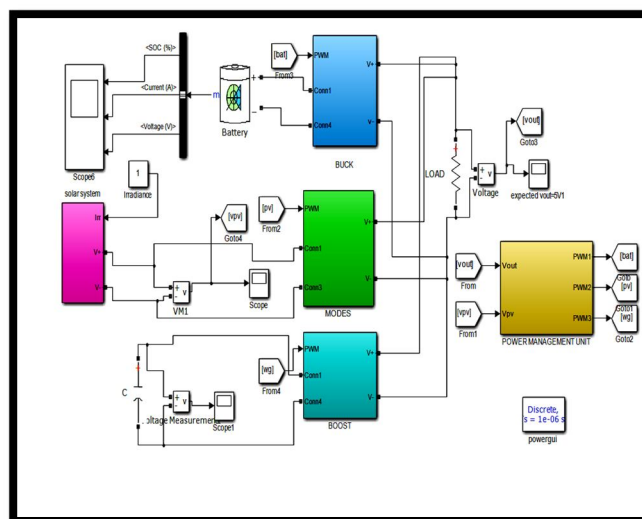 <SOC (%)>
<Current (A)>
<Voltage (V)>
Scope6
m
+
−
Battery
[bat]
From3
PWM
Conn1
Conn4
V+
v-
BUCK
1
Irradiance
solar system
Irr
V+
V-
+
-
v
VM1
[vpv]
Goto4
Scope
[pv]
From2
PWM
Conn1
Conn3
V+
V-
MODES
+
C
+
-
v
oltage Measurement
Scope1
[wg]
From4
PWM
Conn1
Conn4
V+
V-
BOOST
+
LOAD
+
-
v
Voltage
[vout]
Goto3
expected vout=5V1
[vout]
From
[vpv]
From1
Vout
Vpv
PWM1
PWM2
PWM3
POWER MANAGEMENT UNIT
[bat]
Goto
[pv]
Goto1
[wg]
Goto2
Discrete,
s = 1e-06 s
powergui